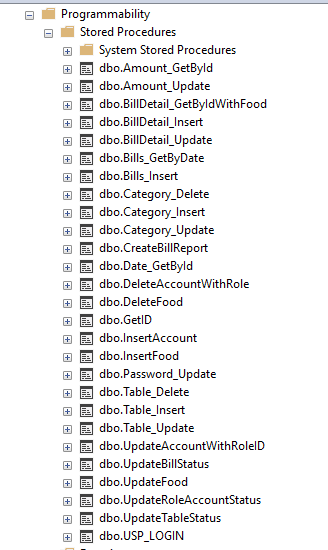 Programmability
Stored Procedures
System Stored Procedures
dbo.Amount_GetById
dbo.Amount_Update
dbo.BillDetail_GetByIdWithFood
dbo.BillDetail_Insert
dbo.BillDetail_Update
dbo.Bills_GetByDate
dbo.Bills_Insert
dbo.Category_Delete
dbo.Category_Insert
dbo.Category_Update
dbo.CreateBillReport
dbo.Date_GetById
dbo.DeleteAccountWithRole
dbo.DeleteFood
dbo.GetID
dbo.InsertAccount
dbo.InsertFood
dbo.Password_Update
dbo.Table_Delete
dbo.Table_Insert
dbo.Table_Update
dbo.UpdateAccountWithRoleID
dbo.UpdateBillStatus
dbo.UpdateFood
dbo.UpdateRoleAccountStatus
dbo.UpdateTableStatus
dbo.USP_LOGIN